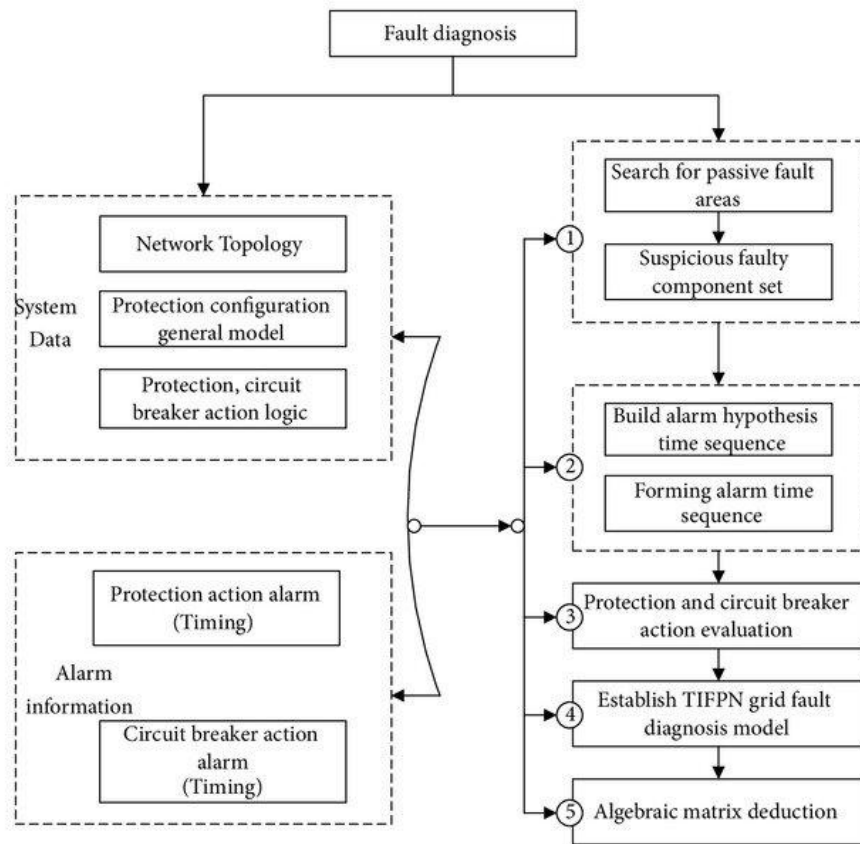 Fault diagnosis
System
Data
Network Topology
Protection configuration
general model
Protection, circuit
breaker action logic
Alarm
information
Protection action alarm
(Timing)
Circuit breaker action
alarm
(Timing)
1
Search for passive fault
areas
Suspicious faulty
component set
2
Build alarm hypothesis
time sequence
Forming alarm time
sequence
3
Protection and circuit breaker
action evaluation
4
Establish TIFPN grid fault
diagnosis model
5
Algebraic matrix deduction